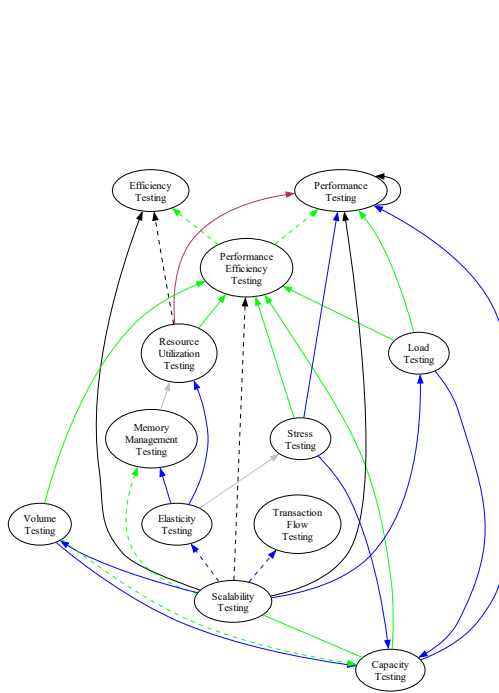 Efficiency
Testing
Performance
Testing
Performance
Efficiency
Testing
Resource
Utilization
Testing
Load
Testing
Memory
Management
Testing
Stress
Testing
Volume
Testing
Elasticity
Testing
Transaction
Flow
Testing
Scalability
Testing
Capacity
Testing